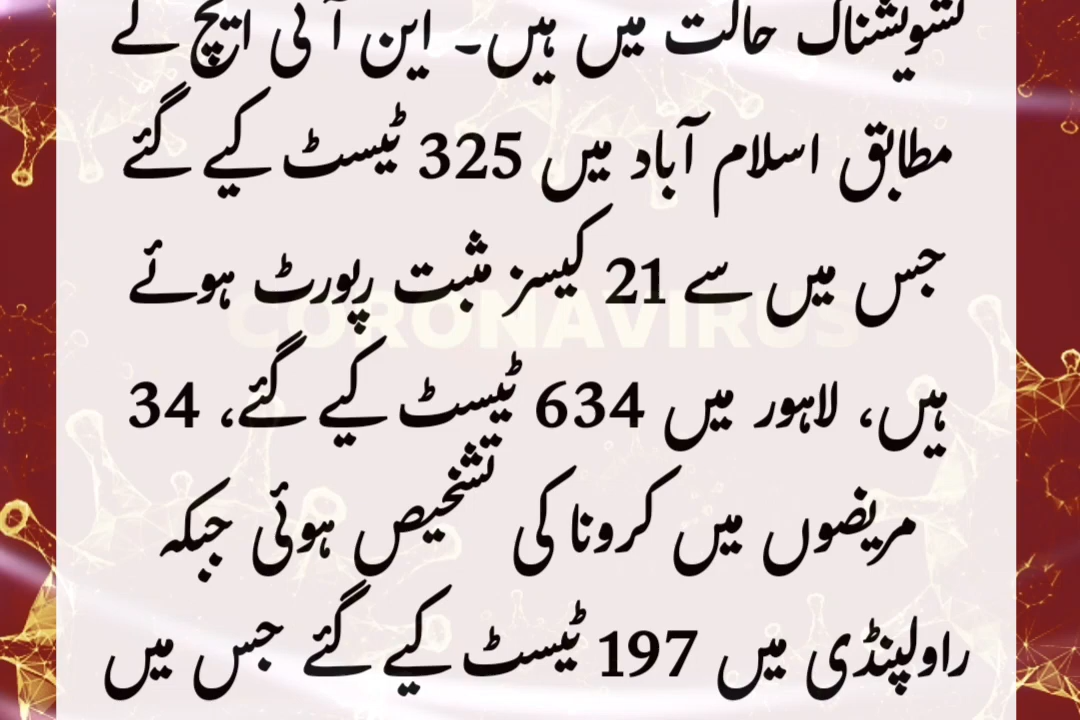 تشویشناک حالت میں ہیں۔ این آئی ایچ کے
مطابق اسلام آباد میں 325 ٹیسٹ کیے گئے
جس میں سے 21 کیسز مثبت رپورٹ ہوئے
CORONAVIRUS
ہیں، لاہور میں 634 ٹیسٹ کیے گئے، 34
مریضوں میں کرونا کی تشخیص ہوئی جبکہ
راولپنڈی میں 197 ٹیسٹ کیے گئے جس میں